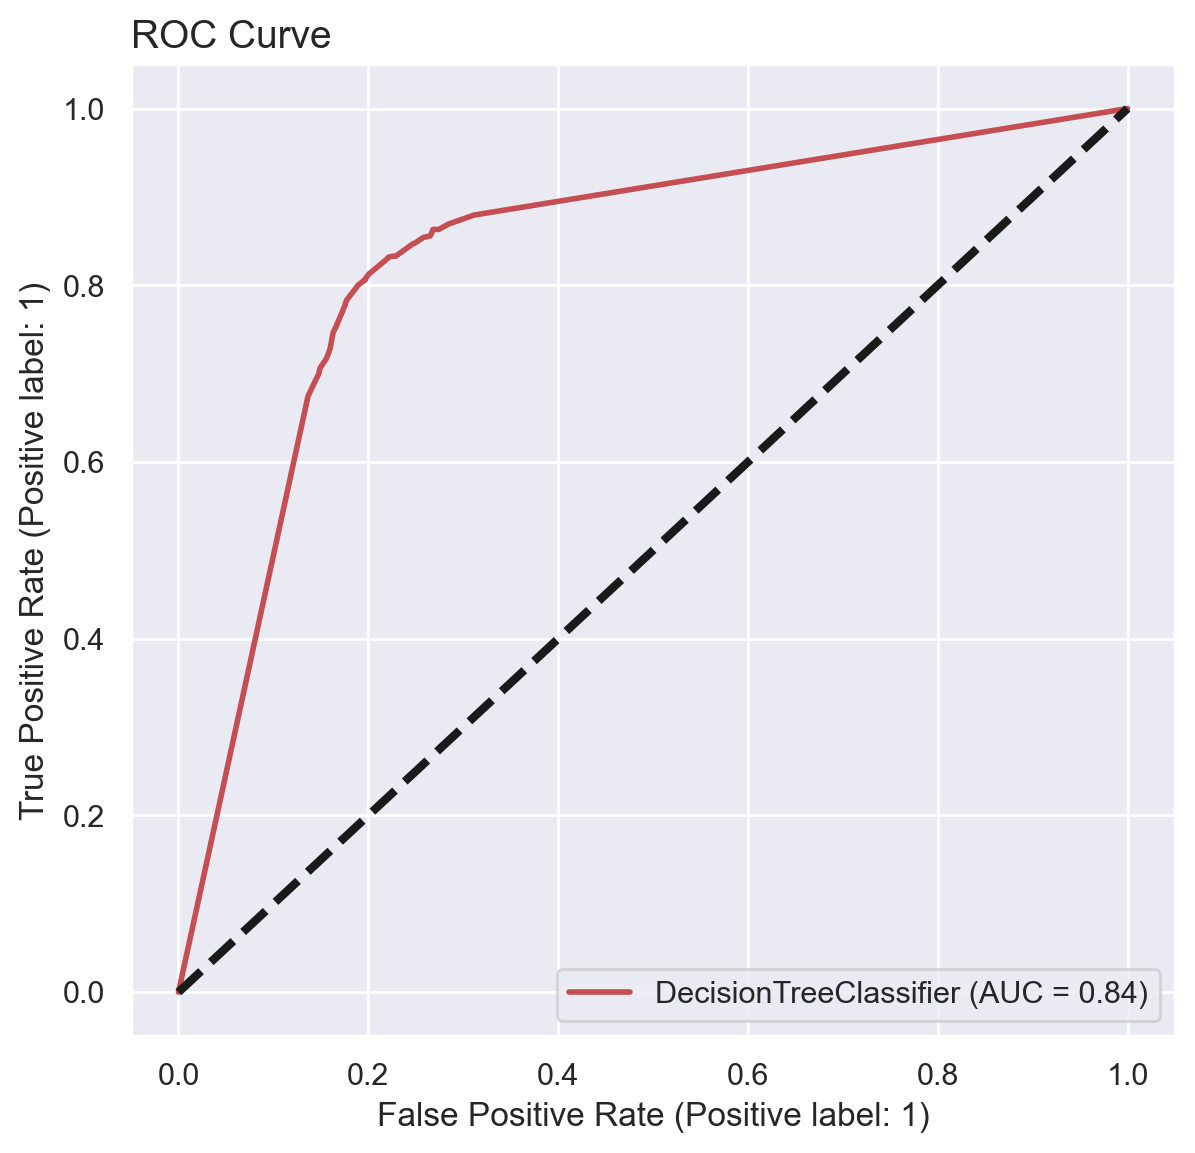 ROC Curve
True Positive Rate (Positive label: 1)
1.0
0.8
0.6
0.4
0.2
0.0
DecisionTreeClassifier (AUC = 0.84)
0.0 0.2 0.4 0.6 0.8 1.0
False Positive Rate (Positive label: 1)